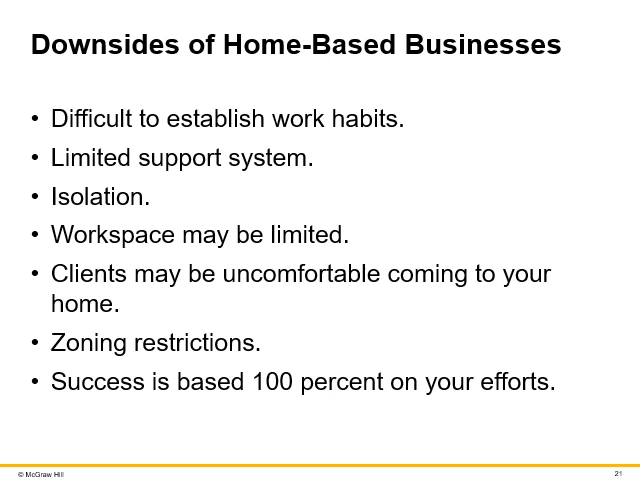 Downsides of Home-Based Businesses
• Difficult to establish work habits.
• Limited support system.
• Isolation.
• Workspace may be limited.
• Clients may be uncomfortable coming to your
home.
• Zoning restrictions.
• Success is based 100 percent on your efforts.
© McGraw Hill
21